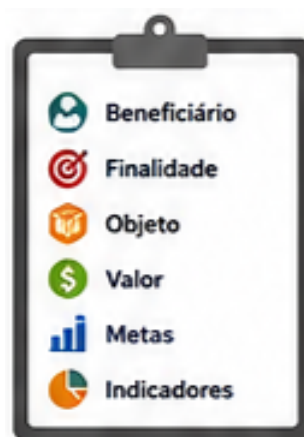 Beneficiário
Finalidade
Objeto
Valor
Metas
Indicadores